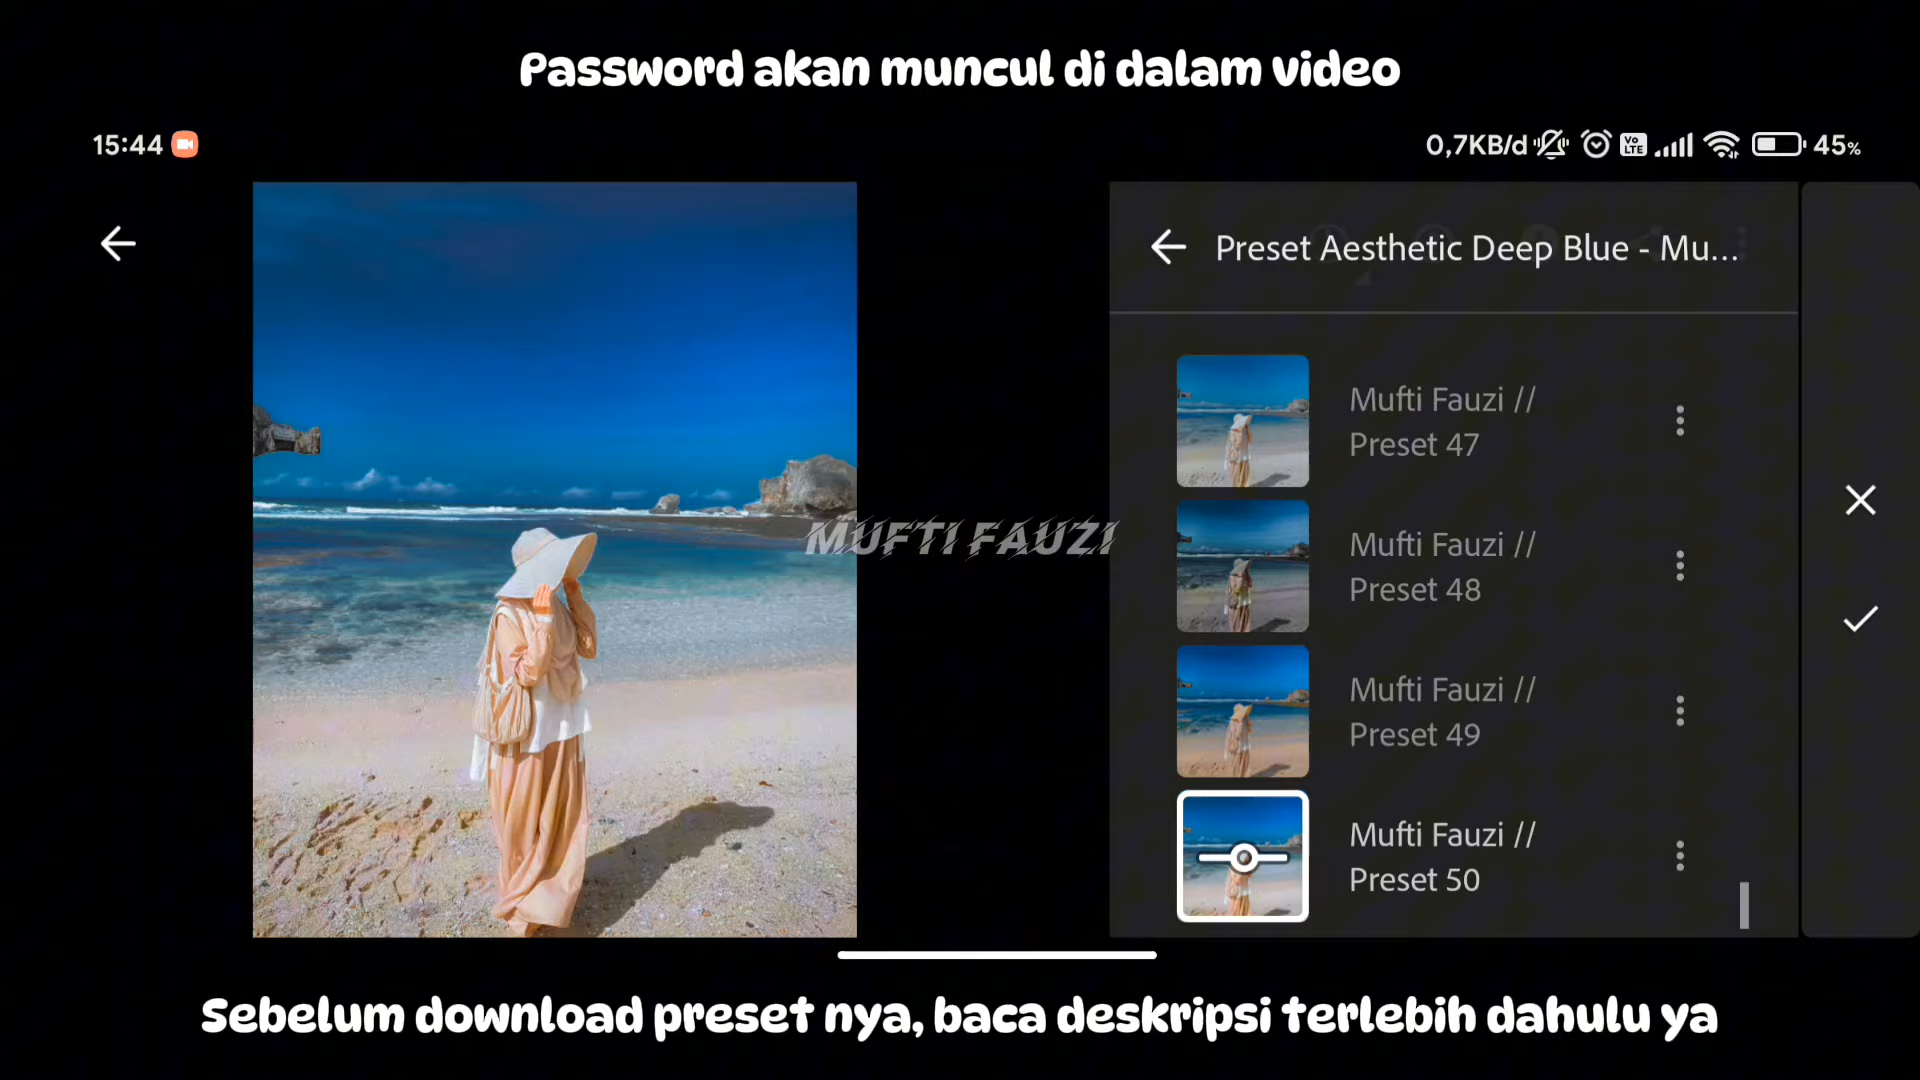 Password akan muncul di dalam video
15:44
0,7KB/d
Vo LTE
45%
Preset Aesthetic Deep Blue - Mu...
Mufti Fauzi //
Preset 47
MUFTI FAUZI
Mufti Fauzi //
Preset 48
Mufti Fauzi //
Preset 49
Mufti Fauzi //
Preset 50
Sebelum download preset nya, baca deskripsi terlebih dahulu ya